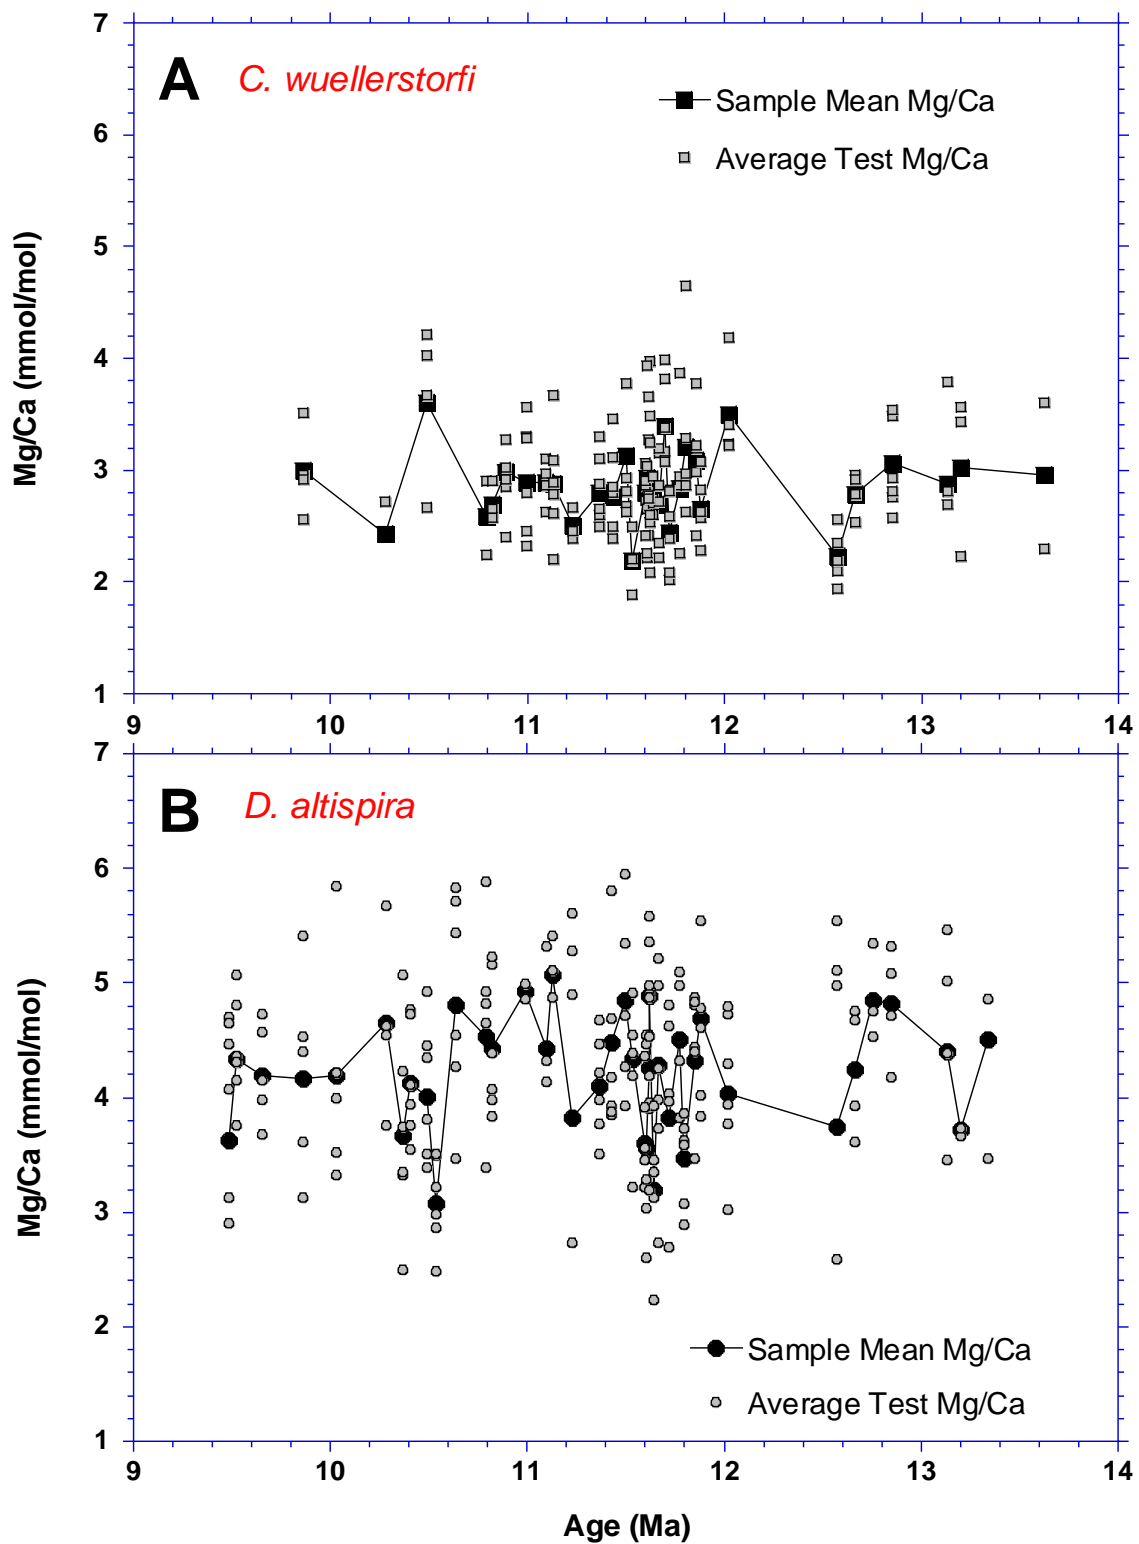 A C. wuellerstorfi
Sample Mean Mg/Ca
Average Test Mg/Ca
Mg/Ca (mmol/mol)
7
6
5
4
3
2
1
9 10 11 12 13 14
B D. altispira
Mg/Ca (mmol/mol)
7
6
5
4
3
2
1
Sample Mean Mg/Ca
Average Test Mg/Ca
9 10 11 12 13 14
Age (Ma)